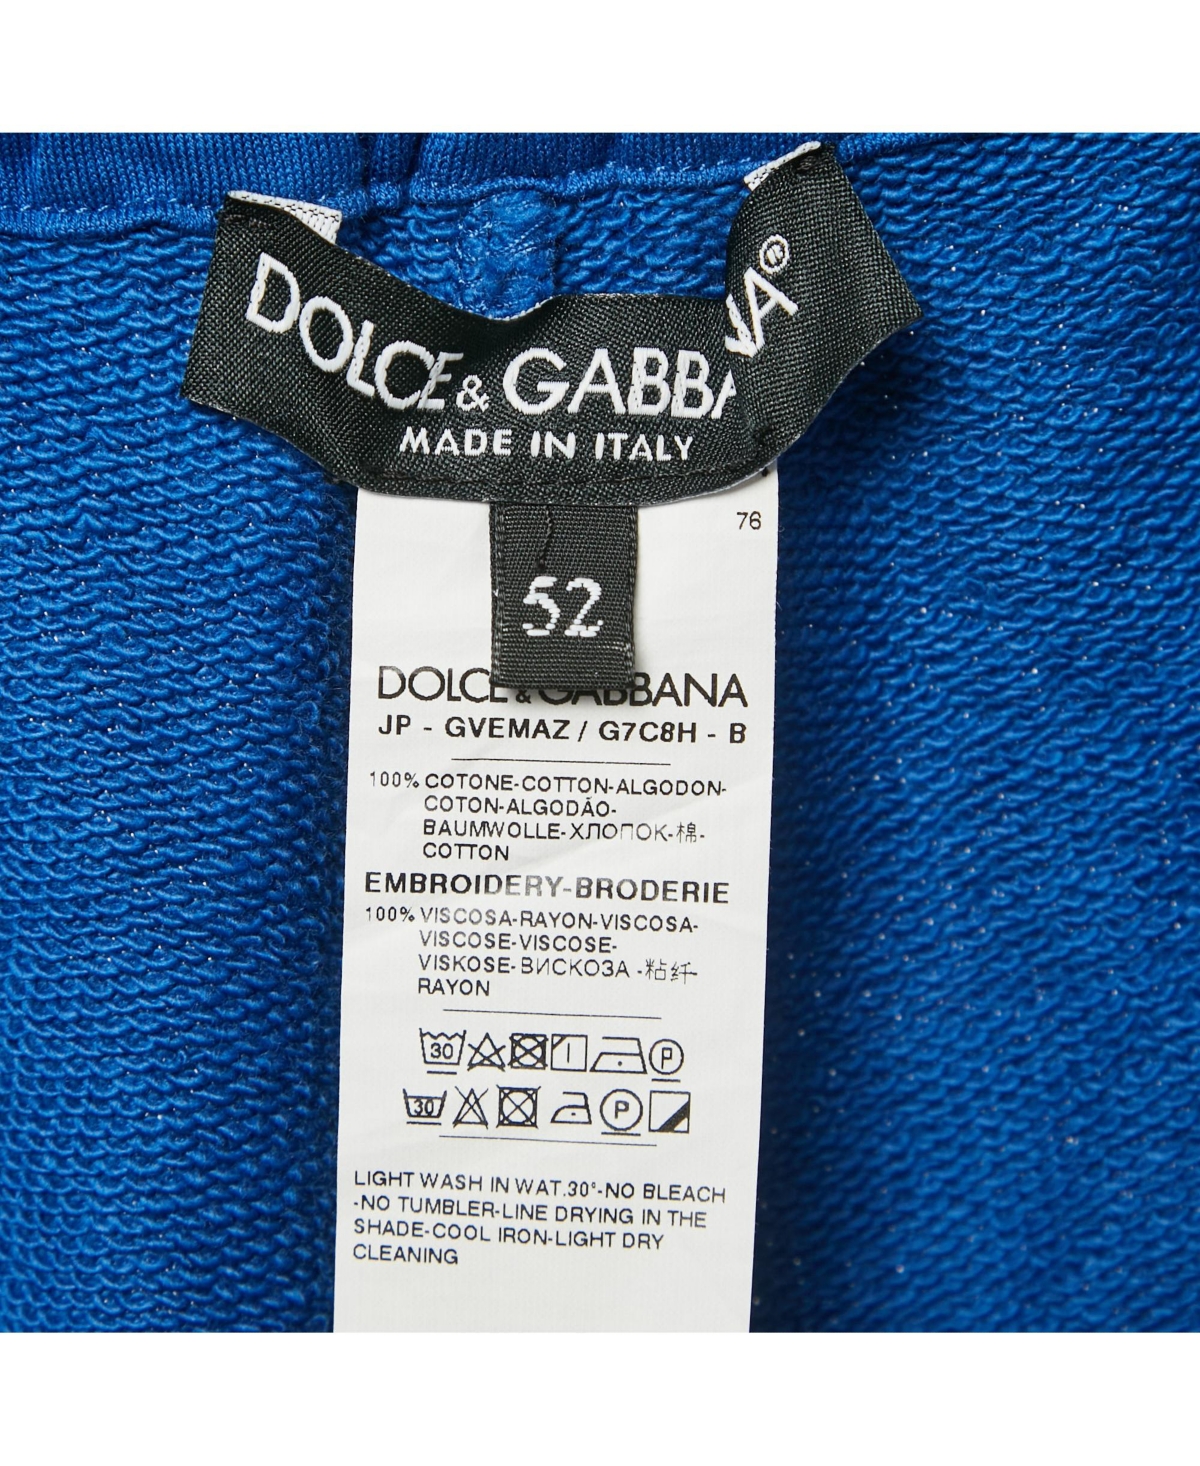 DOLCE & GABBANA®
MADE IN ITALY
76
52
DOLCE & GABBANA
JP - GVEMAZ / G7C8H - B
100% COTONE-COTTON-ALGODON-
COTON-ALGODÃO-
BAUMWOLLE-ХЛОПОК-棉-
COTTON
EMBROIDERY-BRODERIE
100% VISCOSA-RAYON-VISCOSA-
VISCOSE-VISCOSE-
VISKOSE-ВИСКОЗА -粘纤-
RAYON
30 P
30 P
LIGHT WASH IN WAT.30°-NO BLEACH
-NO TUMBLER-LINE DRYING IN THE
SHADE-COOL IRON-LIGHT DRY
CLEANING